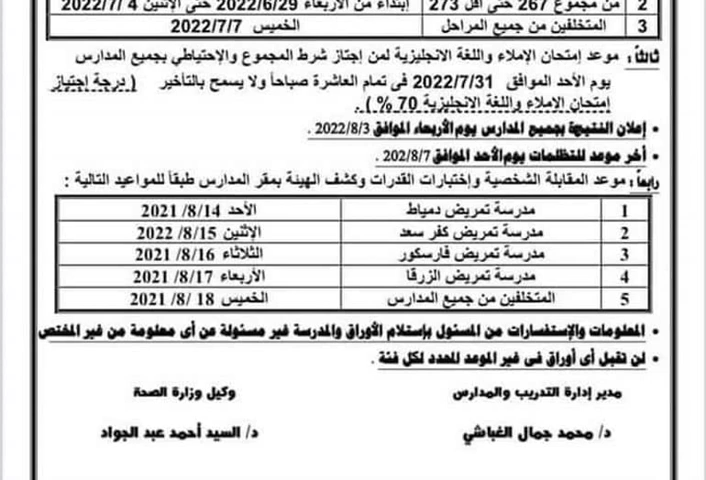 2 من مجموع 267 حتى أقل 273 إبتداء من الأربعاء 2022/6/29 حتى الإثنين 4 /2022/7
3 المتخلفين من جميع المراحل الخميس 2022/7/7
ثالثاً : موعد إمتحان الإملاء واللغة الانجليزية لمن إجتاز شرط المجموع والإحتياطي بجميع المدارس
يوم الأحد الموافق 2022/7/31 فى تمام العاشرة صباحاً ولا يسمح بالتأخير ( درجة إجتياز
إمتحان الاملاء واللغة الانجليزية 70 % ) .
• إعلان النتيجة بجميع المدارس يوم الأربعاء الموافق 2022/8/3 .
• أخر موعد للتظلمات يوم الأحد الموافق 202/8/7 .
رابعاً : موعد المقابلة الشخصية وإختبارات القدرات وكشف الهيئة بمقر المدارس طبقاً للمواعيد التالية :
1 مدرسة تمريض دمياط الأحد 2021 /8/14
2 مدرسة تمريض كفر سعد الإثنين 2022 /8/15
3 مدرسة تمريض فارسكور الثلاثاء 2021 /8/16
4 مدرسة تمريض الزرقا الأربعاء 2021 /8/17
5 المتخلفين من جميع المدارس الخميس 2021 /8/ 18
• المعلومات والإستفسارات من المسئول بإستلام الأوراق والمدرسة غير مسئولة عن أى معلومة من غير المختص
• لن تقبل أى أوراق فى غير الموعد المحدد لكل فئة .
مدير إدارة التدريب والمدارس وكيل وزارة الصحة
د/ محمد جمال الغباشي د/ السيد أحمد عبد الجواد